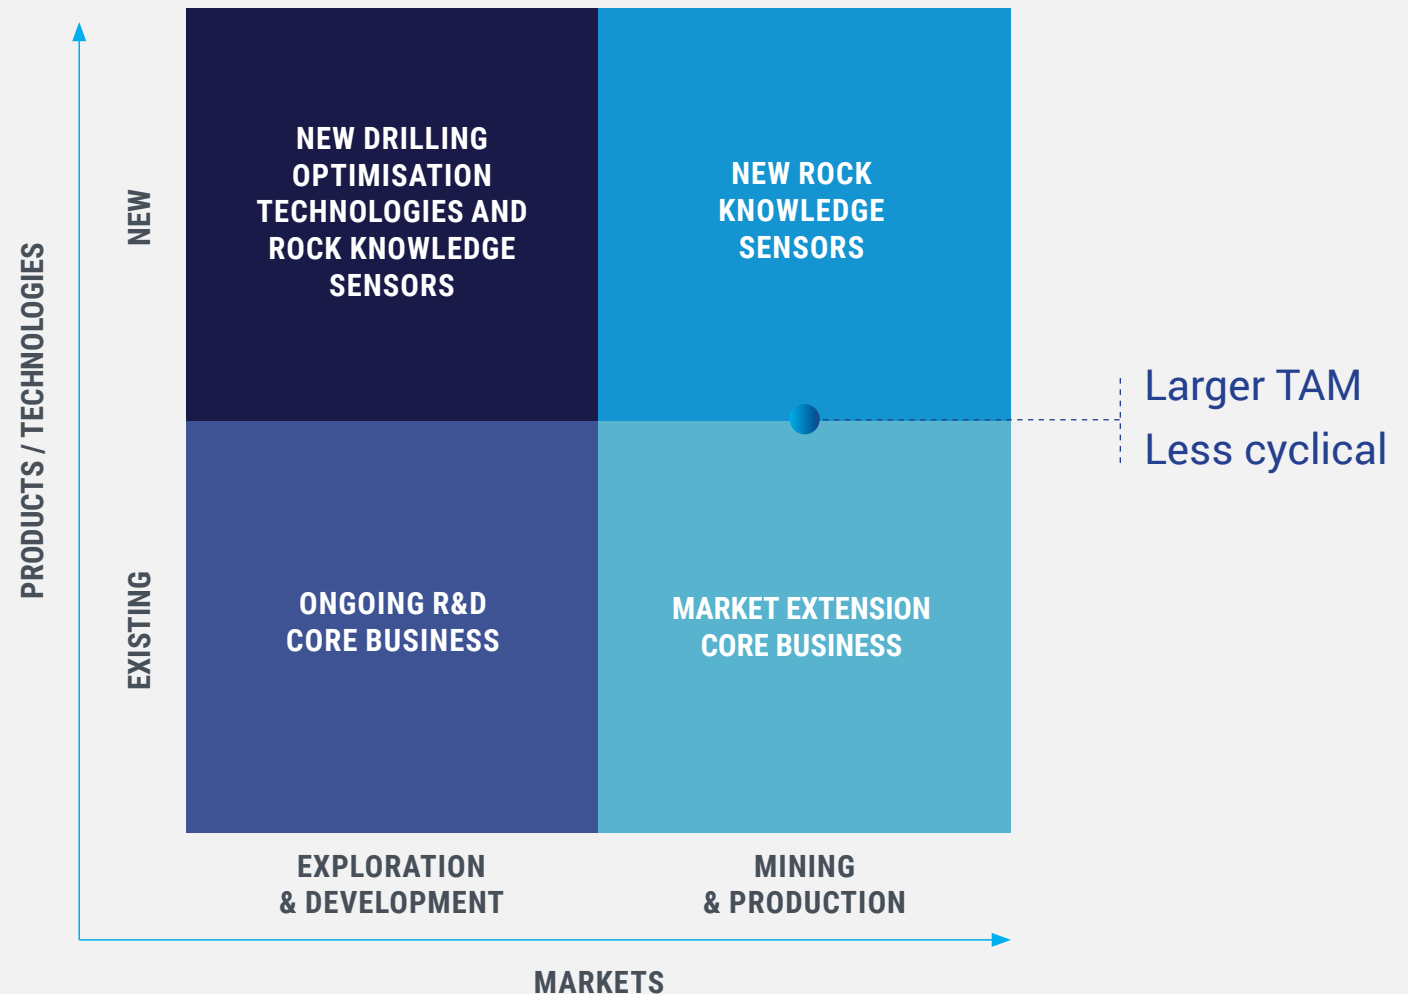 PRODUCTS / TECHNOLOGIES
NEW
EXISTING
NEW DRILLING
OPTIMISATION
TECHNOLOGIES AND
ROCK KNOWLEDGE
SENSORS
NEW ROCK
KNOWLEDGE
SENSORS
Larger TAM
Less cyclical
ONGOING R&D
CORE BUSINESS
MARKET EXTENSION
CORE BUSINESS
EXPLORATION
& DEVELOPMENT
MINING
& PRODUCTION
MARKETS